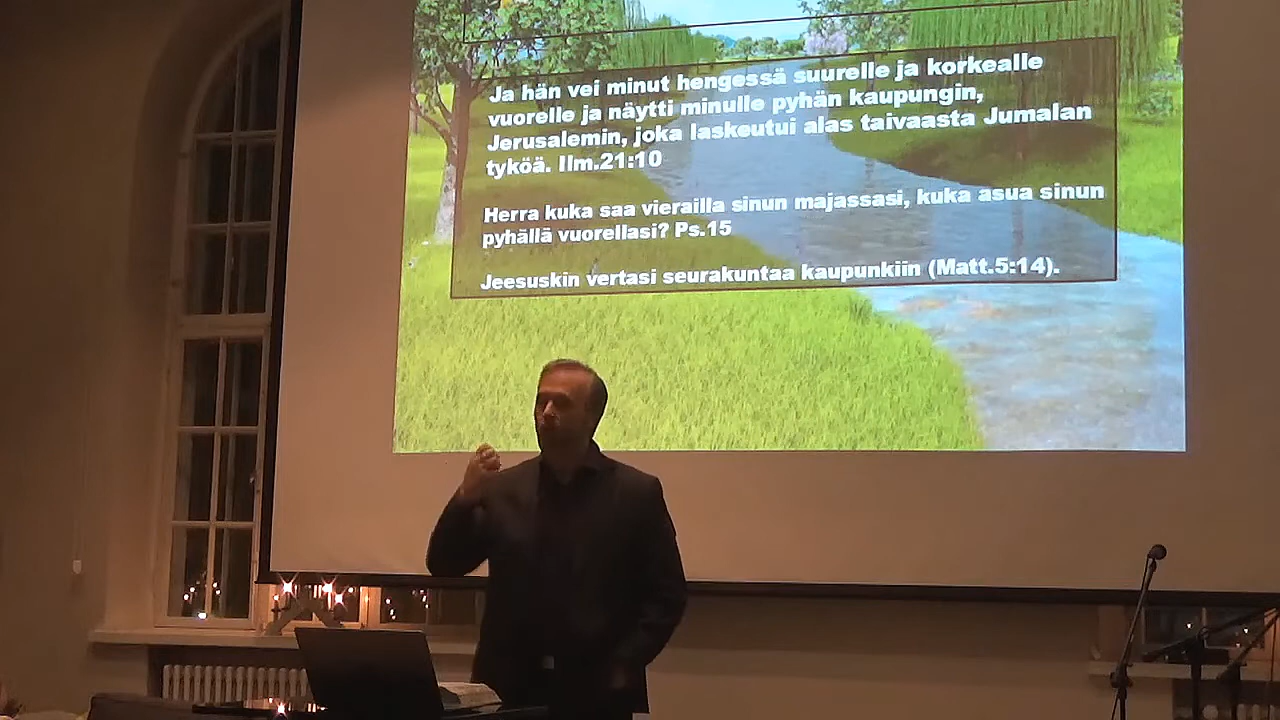 Ja hän vei minut hengessä suurelle ja korkealle
vuorelle ja näytti minulle pyhän kaupungin,
Jerusalemin, joka laskeutui alas taivaasta Jumalan
tyköä. Ilm.21:10
Herra kuka saa vierailla sinun majassasi, kuka asua sinun
pyhällä vuorellasi? Ps.15
Jeesuskin vertasi seurakuntaa kaupunkiin (Matt.5:14).